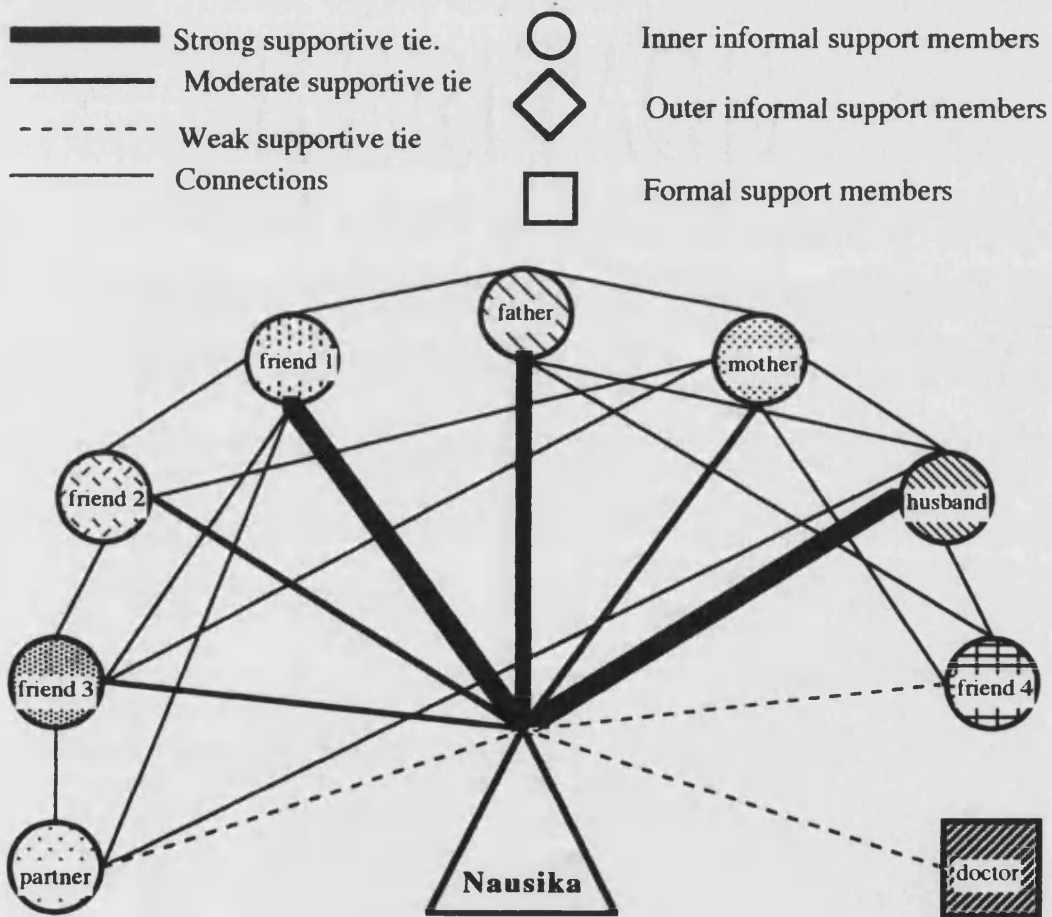 Strong supportive tie.
Moderate supportive tie
Weak supportive tie
Connections
Inner informal support members
Outer informal support members
Formal support members
father
friend 1
mother
friend 2
husband
friend 3
friend 4
partner
Nausika
doctor